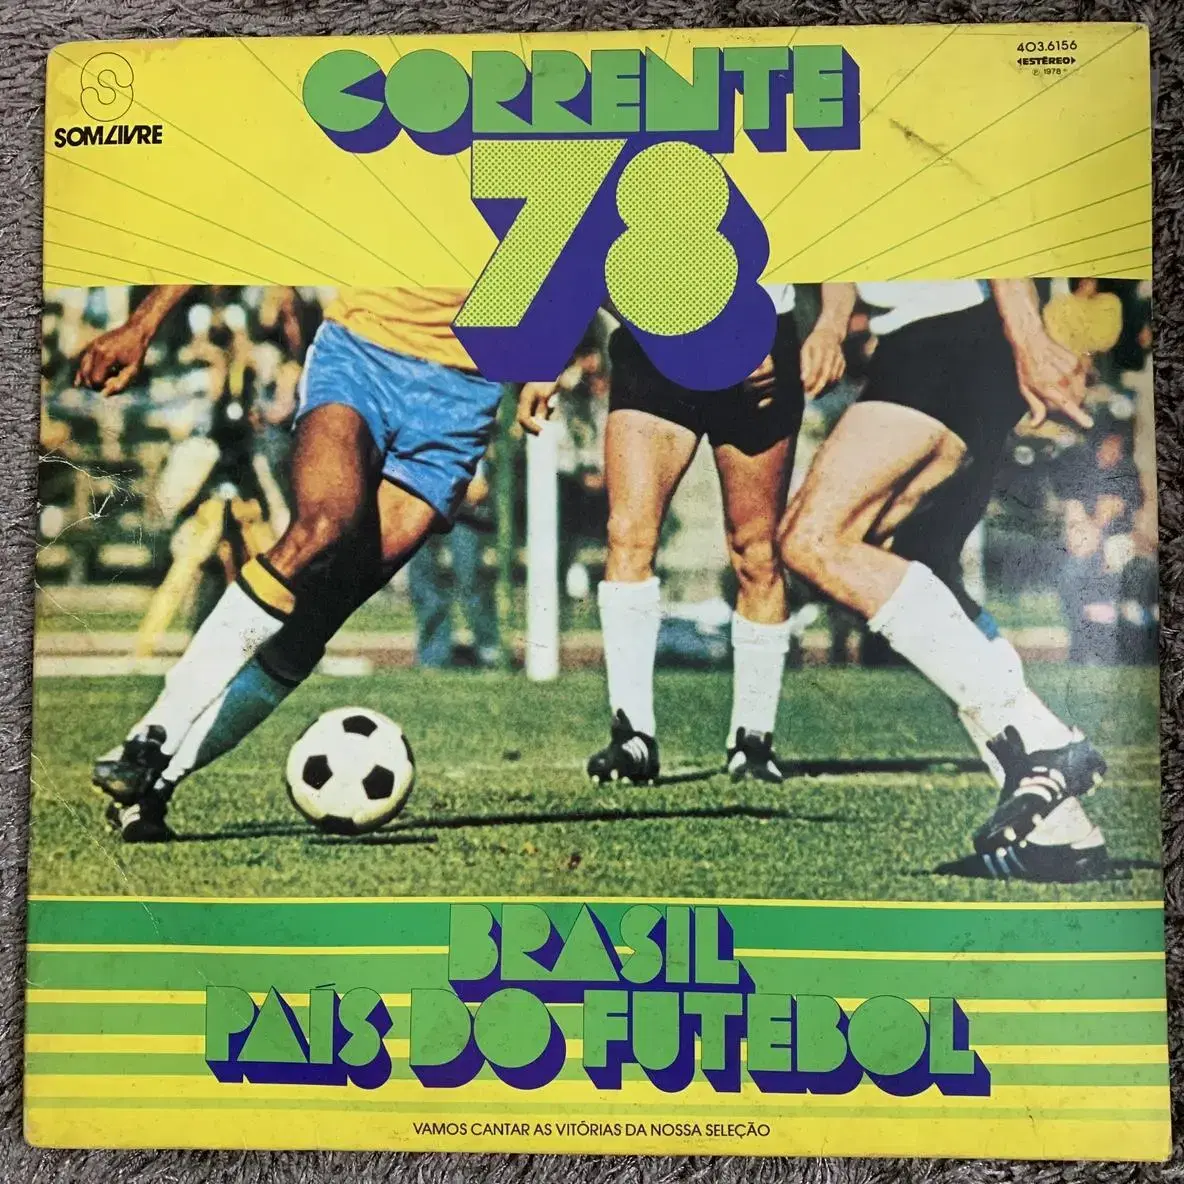 SOM LIVRE
403.6156
ESTÉREO
℗ 1978
CORRENTE
78
BRASIL
PAÍS DO FUTEBOL
VAMOS CANTAR AS VITÓRIAS DA NOSSA SELEÇÃO